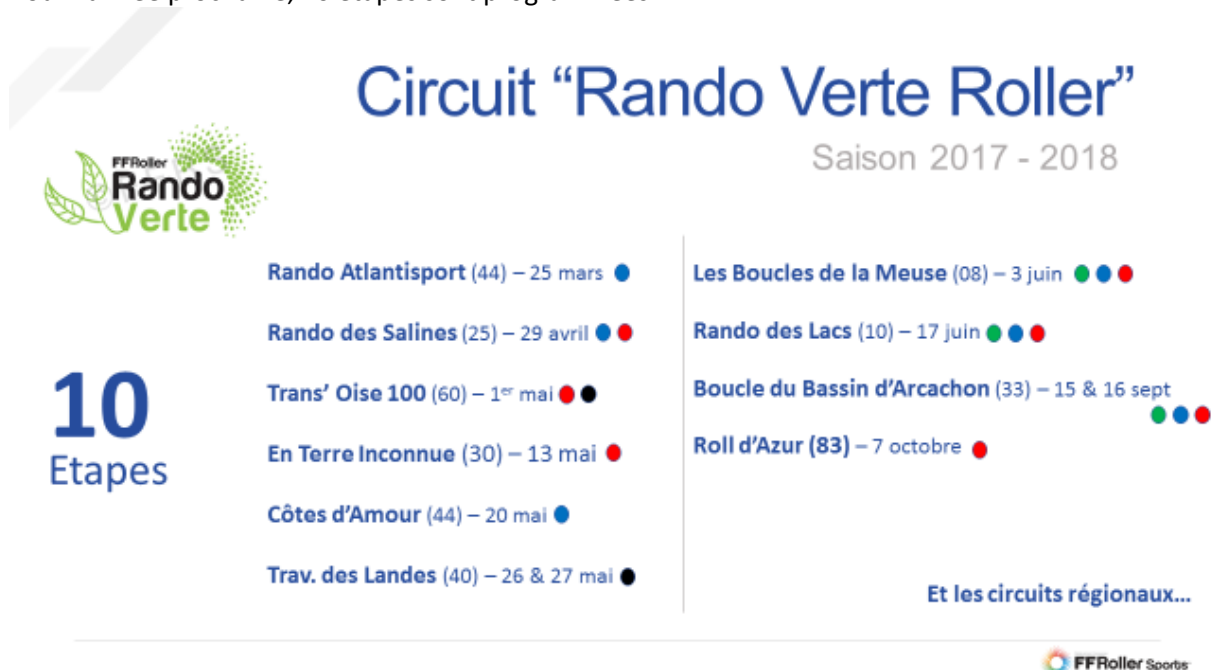 Circuit “Rando Verte Roller”
Saison 2017 - 2018
FFRoller
Rando
Verte
10
Etapes
Rando Atlantisport (44) – 25 mars
Rando des Salines (25) – 29 avril
Trans’ Oise 100 (60) – 1er mai
En Terre Inconnue (30) – 13 mai
Côtes d’Amour (44) – 20 mai
Trav. des Landes (40) – 26 & 27 mai
Les Boucles de la Meuse (08) – 3 juin
Rando des Lacs (10) – 17 juin
Boucle du Bassin d’Arcachon (33) – 15 & 16 sept
Roll d’Azur (83) – 7 octobre
Et les circuits régionaux...
FFRoller Sports